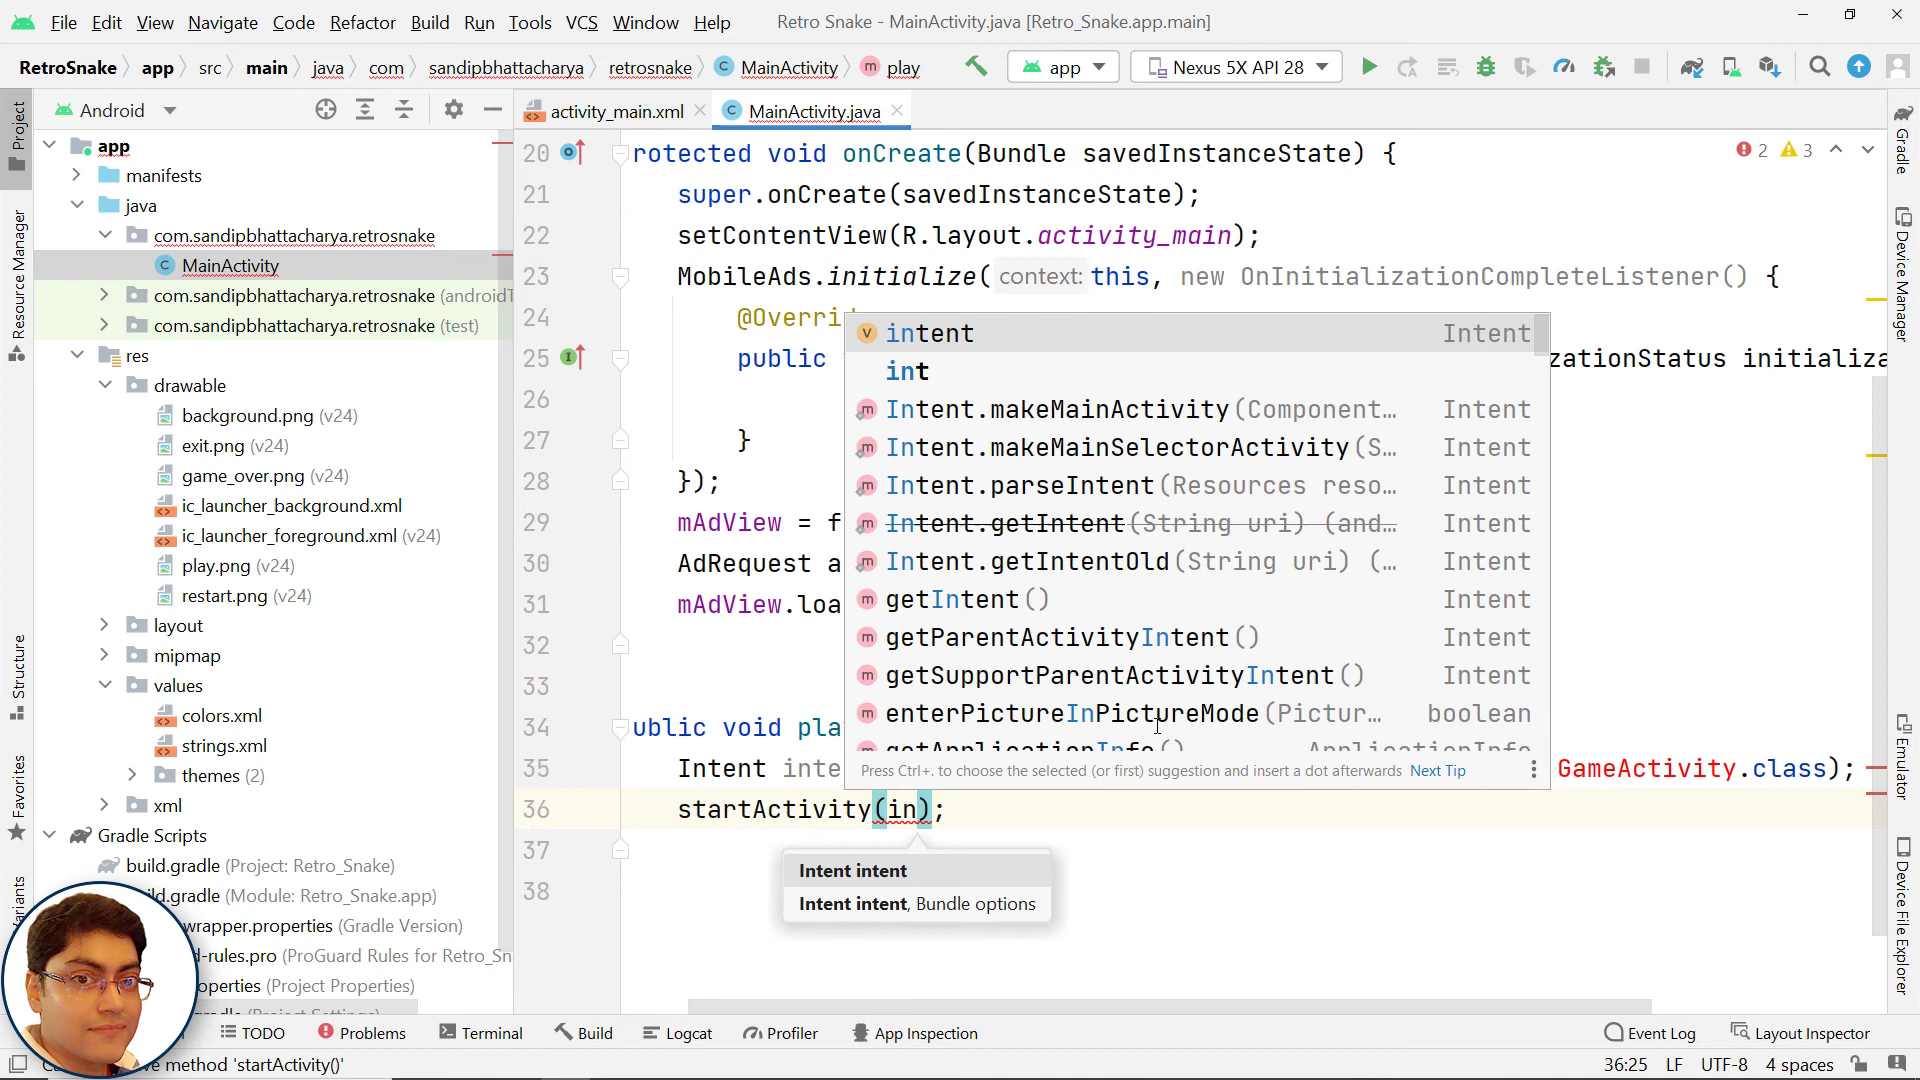 File Edit View Navigate Code Refactor Build Run Tools VCS Window Help Retro Snake - MainActivity.java [Retro_Snake.app.main]
RetroSnake app src main java com sandipbhattacharya retrosnake MainActivity play app Nexus 5X API 28
Android activity_main.xml MainActivity.java
Project
Resource Manager
Structure
Favorites
app
manifests
java
com.sandipbhattacharya.retrosnake
MainActivity
com.sandipbhattacharya.retrosnake (androidT
com.sandipbhattacharya.retrosnake (test)
res
drawable
background.png (v24)
exit.png (v24)
game_over.png (v24)
ic_launcher_background.xml
ic_launcher_foreground.xml (v24)
play.png (v24)
restart.png (v24)
layout
mipmap
values
colors.xml
strings.xml
themes (2)
xml
Gradle Scripts
build.gradle (Project: Retro_Snake)
ild.gradle (Module: Retro_Snake.app)
wrapper.properties (Gradle Version)
d-rules.pro (ProGuard Rules for Retro_Sn
operties (Project Properties)
20 rotected void onCreate(Bundle savedInstanceState) { 2 3
21 super.onCreate(savedInstanceState);
22 setContentView(R.layout.activity_main);
23 MobileAds.initialize( context: this, new OnInitializationCompleteListener() {
24 @Overrid
25 public zationStatus initializa
26
27 }
28 });
29 mAdView = f
30 AdRequest a
31 mAdView.loa
32
33
34 ublic void pla
35 Intent inte GameActivity.class);
36 startActivity(in);
37
38
intent Intent
int
Intent.makeMainActivity(Component… Intent
Intent.makeMainSelectorActivity(S… Intent
Intent.parseIntent(Resources reso… Intent
Intent.getIntent(String uri) (and… Intent
Intent.getIntentOld(String uri) (… Intent
getIntent() Intent
getParentActivityIntent() Intent
getSupportParentActivityIntent() Intent
enterPictureInPictureMode(Pictur… boolean
getApplicationInfo() ApplicationInfo
Press Ctrl+. to choose the selected (or first) suggestion and insert a dot afterwards Next Tip
Intent intent
Intent intent, Bundle options
Gradle
Device Manager
Emulator
Device File Explorer
TODO Problems Terminal Build Logcat Profiler App Inspection Event Log Layout Inspector
ve method 'startActivity()' 36:25 LF UTF-8 4 spaces